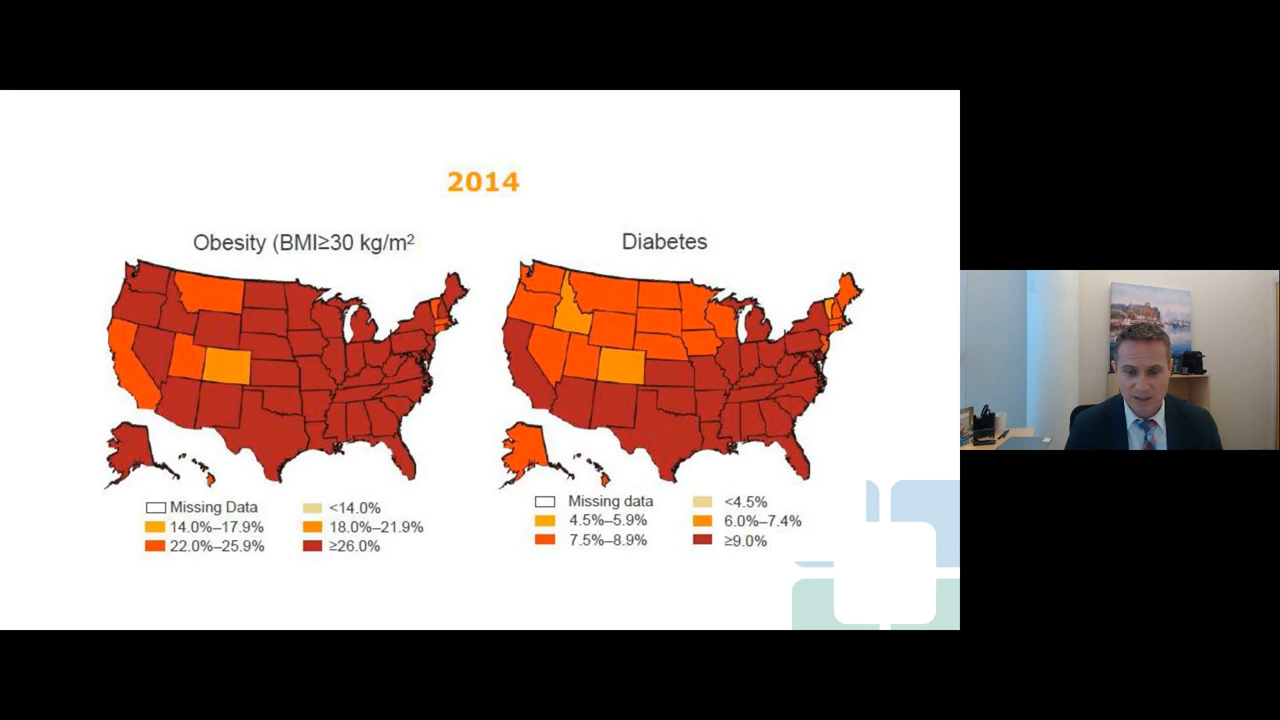 2014
Obesity (BMI≥30 kg/m²
Missing Data
<14.0%
14.0%–17.9%
18.0%–21.9%
22.0%–25.9%
≥26.0%
Diabetes
Missing data
<4.5%
4.5%–5.9%
6.0%–7.4%
7.5%–8.9%
≥9.0%